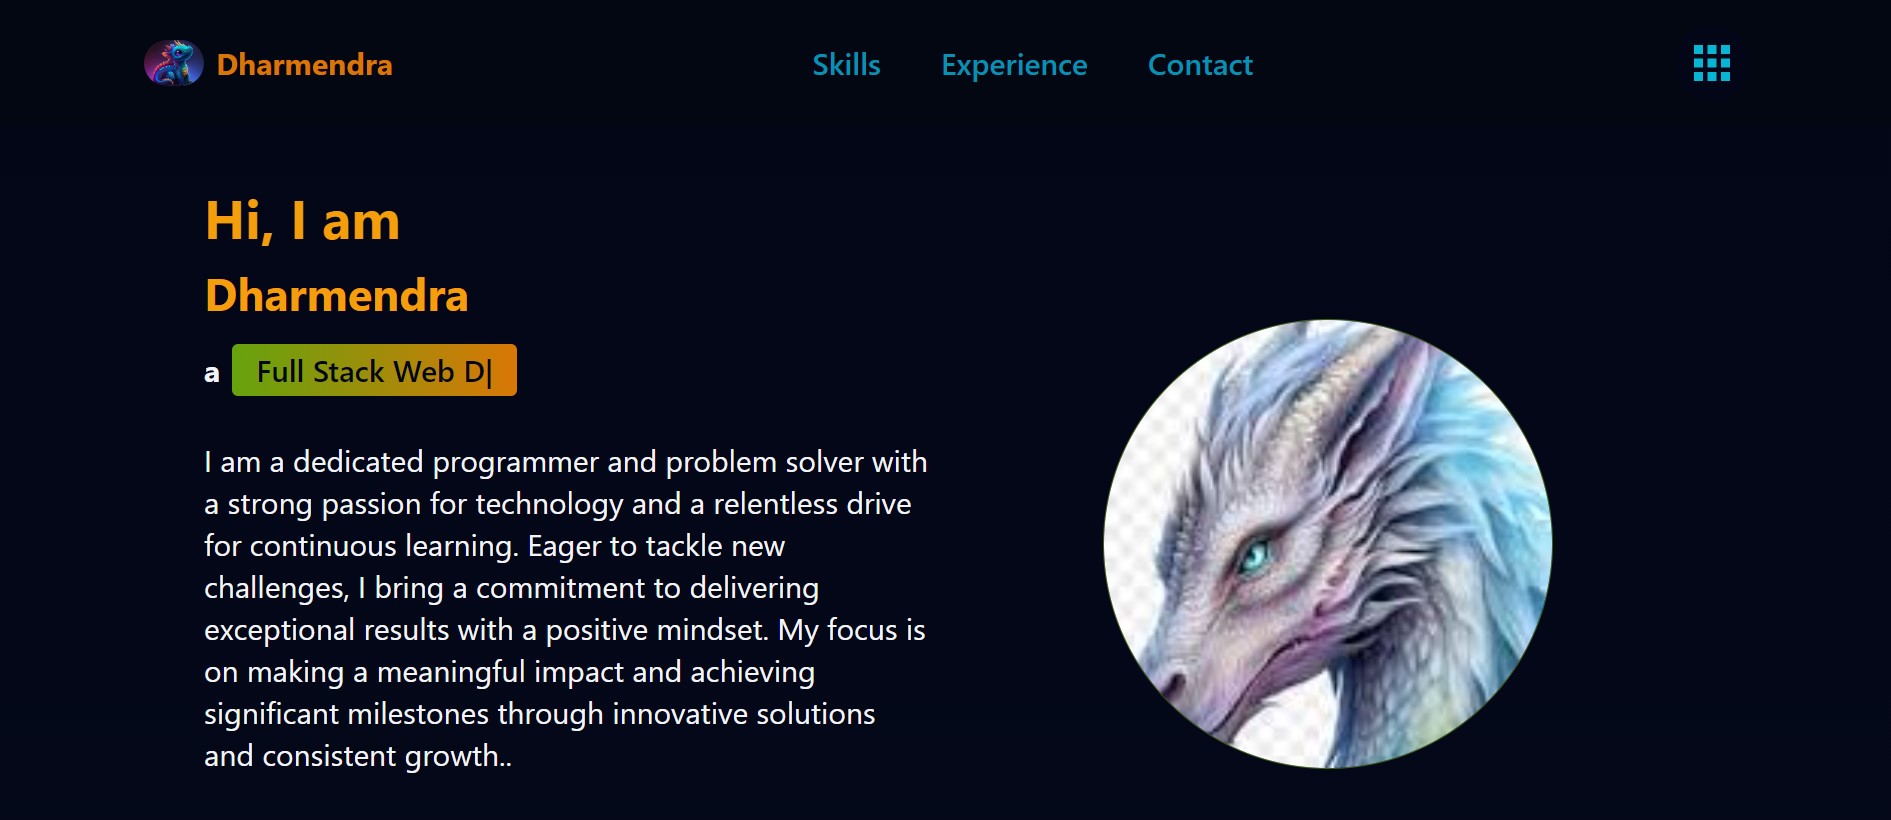 Dharmendra
Skills
Experience
Contact
Hi, I am
Dharmendra
a Full Stack Web D|
I am a dedicated programmer and problem solver with
a strong passion for technology and a relentless drive
for continuous learning. Eager to tackle new
challenges, I bring a commitment to delivering
exceptional results with a positive mindset. My focus is
on making a meaningful impact and achieving
significant milestones through innovative solutions
and consistent growth..